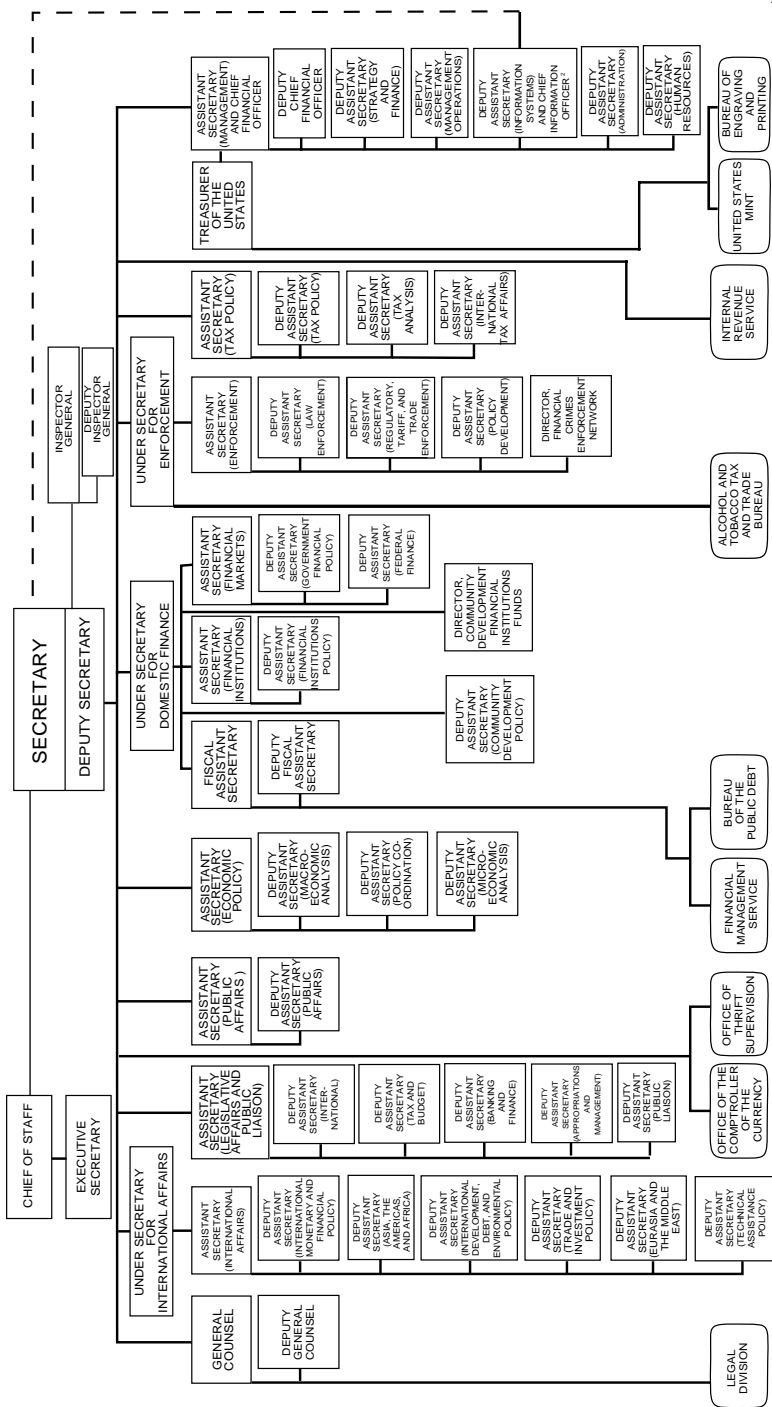 CHIEF OF STAFF
EXECUTIVE
SECRETARY
SECRETARY
DEPUTY SECRETARY
INSPECTOR
GENERAL
DEPUTY
INSPECTOR
GENERAL
GENERAL
COUNSEL
DEPUTY
GENERAL
COUNSEL
LEGAL
DIVISION
UNDER SECRETARY
FOR
INTERNATIONAL AFFAIRS
ASSISTANT
SECRETARY
(INTERNATIONAL
AFFAIRS)
DEPUTY
ASSISTANT
SECRETARY
(INTERNATIONAL
MONETARY AND
FINANCIAL
POLICY)
DEPUTY
ASSISTANT
SECRETARY
(ASIA, THE
AMERICAS,
AND AFRICA)
DEPUTY
ASSISTANT
SECRETARY
(INTERNATIONAL
DEVELOPMENT,
DEBT, AND
ENVIRONMENTAL
POLICY)
DEPUTY
ASSISTANT
SECRETARY
(TRADE AND
INVESTMENT
POLICY)
DEPUTY
ASSISTANT
SECRETARY
(EURASIA AND
THE MIDDLE
EAST)
DEPUTY
ASSISTANT
SECRETARY
(TECHNICAL
ASSISTANCE
POLICY)
ASSISTANT
SECRETARY
(LEGISLATIVE
AFFAIRS AND
PUBLIC
LIAISON)
DEPUTY
ASSISTANT
SECRETARY
(INTER-
NATIONAL)
DEPUTY
ASSISTANT
SECRETARY
(TAX AND
BUDGET)
DEPUTY
ASSISTANT
SECRETARY
(BANKING
AND
FINANCE)
DEPUTY
ASSISTANT
SECRETARY
(APPROPRIATIONS
AND
MANAGEMENT)
DEPUTY
ASSISTANT
SECRETARY
(PUBLIC
LIAISON)
OFFICE OF THE
COMPTROLLER
OF THE
CURRENCY
OFFICE OF
THRIFT
SUPERVISION
ASSISTANT
SECRETARY
(PUBLIC
AFFAIRS )
DEPUTY
ASSISTANT
SECRETARY
(PUBLIC
AFFAIRS)
ASSISTANT
SECRETARY
(ECONOMIC
POLICY)
DEPUTY
ASSISTANT
SECRETARY
(MACRO-
ECONOMIC
ANALYSIS)
DEPUTY
ASSISTANT
SECRETARY
(POLICY CO-
ORDINATION)
DEPUTY
ASSISTANT
SECRETARY
(MICRO-
ECONOMIC
ANALYSIS)
UNDER SECRETARY
FOR
DOMESTIC FINANCE
FISCAL
ASSISTANT
SECRETARY
DEPUTY
FISCAL
ASSISTANT
SECRETARY
FINANCIAL
MANAGEMENT
SERVICE
BUREAU
OF THE
PUBLIC DEBT
ASSISTANT
SECRETARY
(FINANCIAL
INSTITUTIONS)
DEPUTY
ASSISTANT
SECRETARY
(FINANCIAL
INSTITUTIONS
POLICY)
DEPUTY
ASSISTANT
SECRETARY
(COMMUNITY
DEVELOPMENT
POLICY)
ASSISTANT
SECRETARY
(FINANCIAL
MARKETS)
DEPUTY
ASSISTANT
SECRETARY
(GOVERNMENT
FINANCIAL
POLICY)
DEPUTY
ASSISTANT
SECRETARY
(FEDERAL
FINANCE)
DIRECTOR,
COMMUNITY
DEVELOPMENT
FINANCIAL
INSTITUTIONS
FUNDS
UNDER SECRETARY
FOR
ENFORCEMENT
ASSISTANT
SECRETARY
(ENFORCEMENT)
DEPUTY
ASSISTANT
SECRETARY
(LAW
ENFORCEMENT)
DEPUTY
ASSISTANT
SECRETARY
(REGULATORY,
TARIFF, AND
TRADE
ENFORCEMENT)
DEPUTY
ASSISTANT
SECRETARY
(POLICY
DEVELOPMENT)
DIRECTOR,
FINANCIAL
CRIMES
ENFORCEMENT
NETWORK
ALCOHOL AND
TOBACCO TAX
AND TRADE
BUREAU
ASSISTANT
SECRETARY
(TAX POLICY)
DEPUTY
ASSISTANT
SECRETARY
(TAX POLICY)
DEPUTY
ASSISTANT
SECRETARY
(TAX
ANALYSIS)
DEPUTY
ASSISTANT
SECRETARY
(INTER-
NATIONAL
TAX AFFAIRS)
INTERNAL
REVENUE
SERVICE
TREASURER
OF THE
UNITED
STATES
UNITED STATES
MINT
BUREAU OF
ENGRAVING
AND
PRINTING
ASSISTANT
SECRETARY
(MANAGEMENT)
AND CHIEF
FINANCIAL
OFFICER
DEPUTY
CHIEF
FINANCIAL
OFFICER
DEPUTY
ASSISTANT
SECRETARY
(STRATEGY
AND
FINANCE)
DEPUTY
ASSISTANT
SECRETARY
(MANAGEMENT
OPERATIONS)
DEPUTY
ASSISTANT
SECRETARY
(INFORMATION
SYSTEMS)
AND CHIEF
INFORMATION
OFFICER²
DEPUTY
ASSISTANT
SECRETARY
(ADMINISTRATION)
DEPUTY
ASSISTANT
SECRETARY
(HUMAN
RESOURCES)